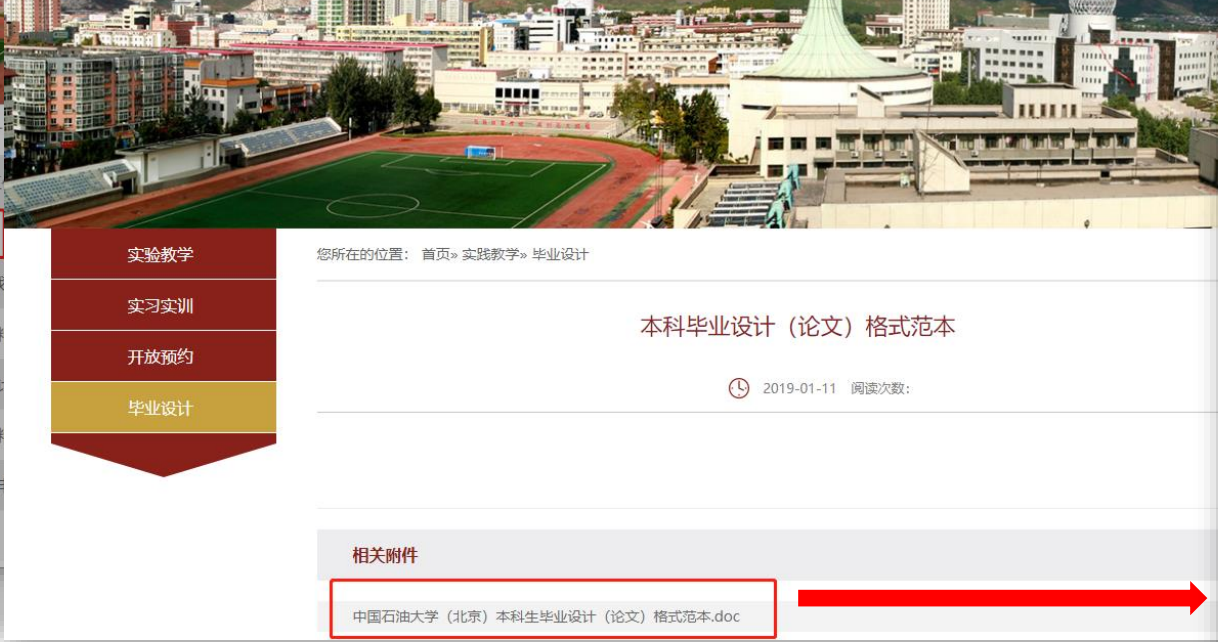 实验教学
实习实训
开放预约
毕业设计
您所在的位置: 首页» 实践教学» 毕业设计
本科毕业设计（论文）格式范本
2019-01-11 阅读次数:
相关附件
中国石油大学（北京）本科生毕业设计（论文）格式范本.doc